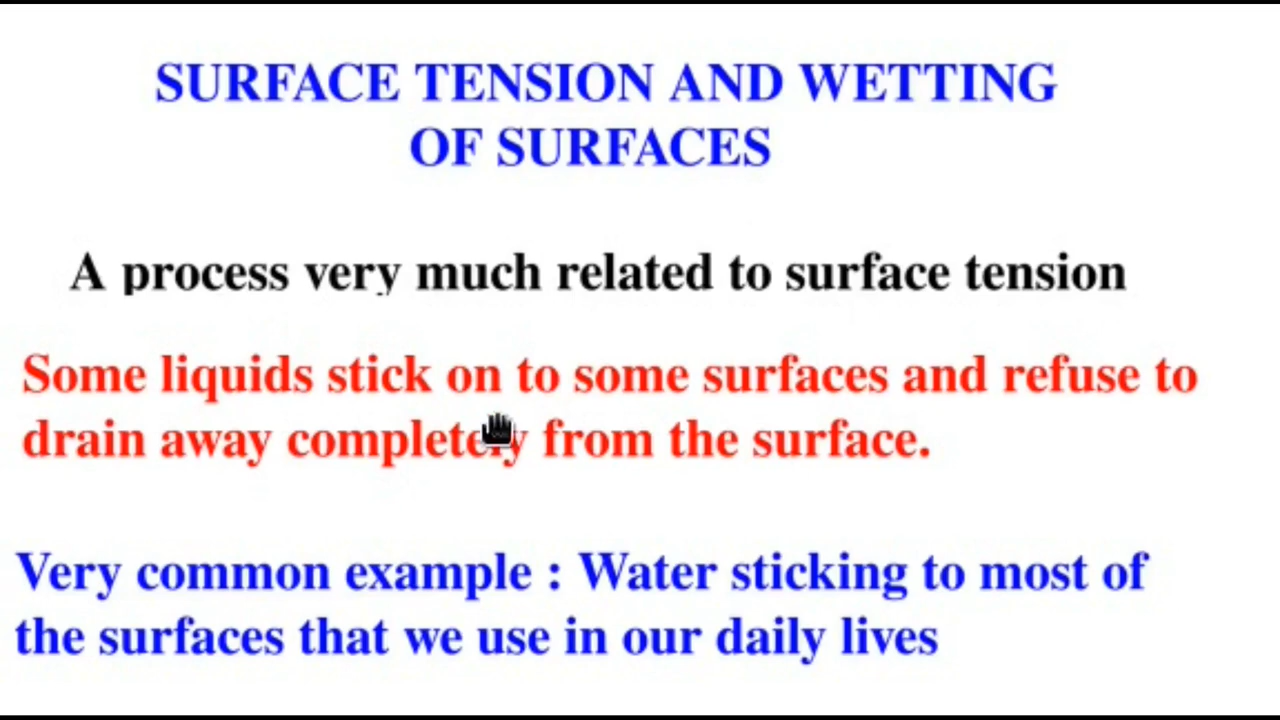 SURFACE TENSION AND WETTING
OF SURFACES
A process very much related to surface tension
Some liquids stick on to some surfaces and refuse to
drain away completely from the surface.
Very common example : Water sticking to most of
the surfaces that we use in our daily lives